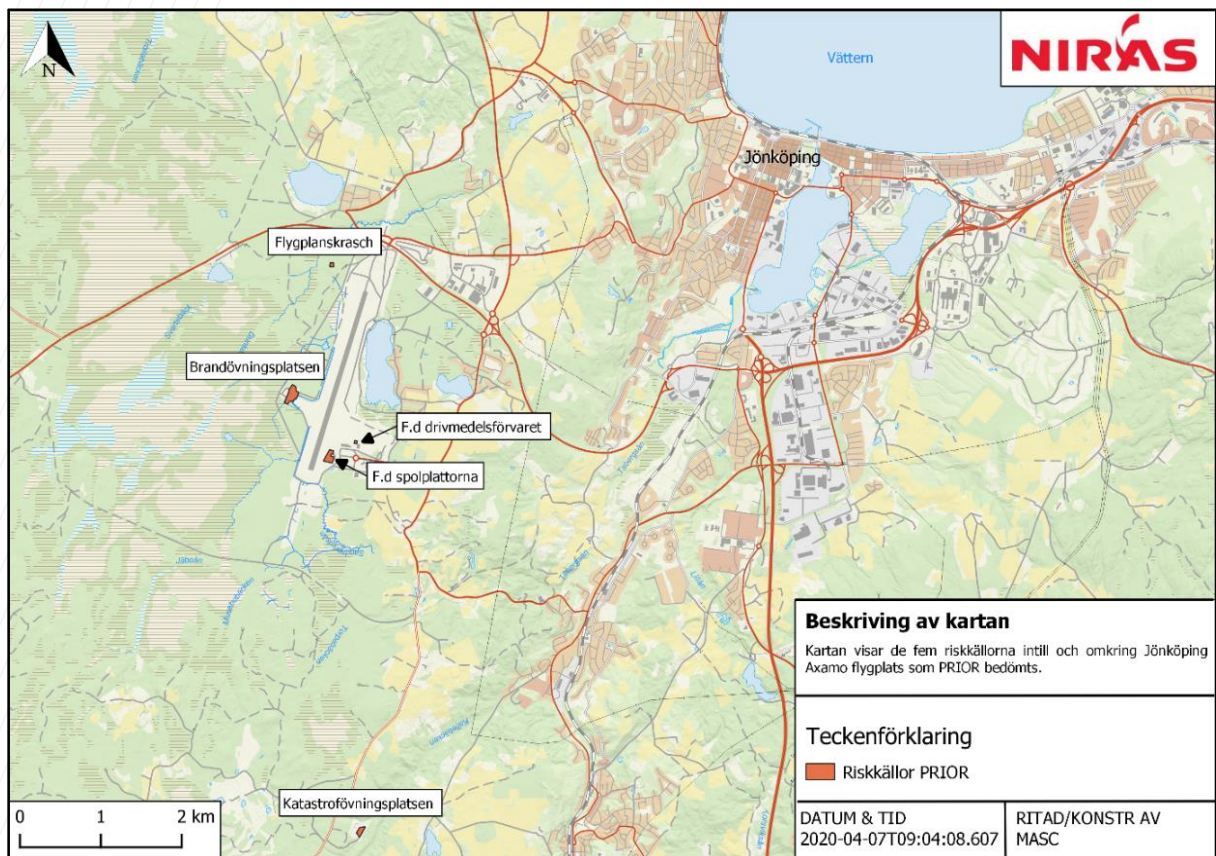 N
NIRAS
Vättern
Jönköping
Flygplanskrasch
Brandövningsplatsen
F.d drivmedelsförvaret
F.d spolplattorna
Jäboån
Katastrofövningsplatsen
0 1 2 km
Beskriving av kartan
Kartan visar de fem riskkällorna intill och omkring Jönköping
Axamo flygplats som PRIOR bedömts.
Teckenförklaring
Riskkällor PRIOR
DATUM & TID
2020-04-07T09:04:08.607
RITAD/KONSTR AV
MASC